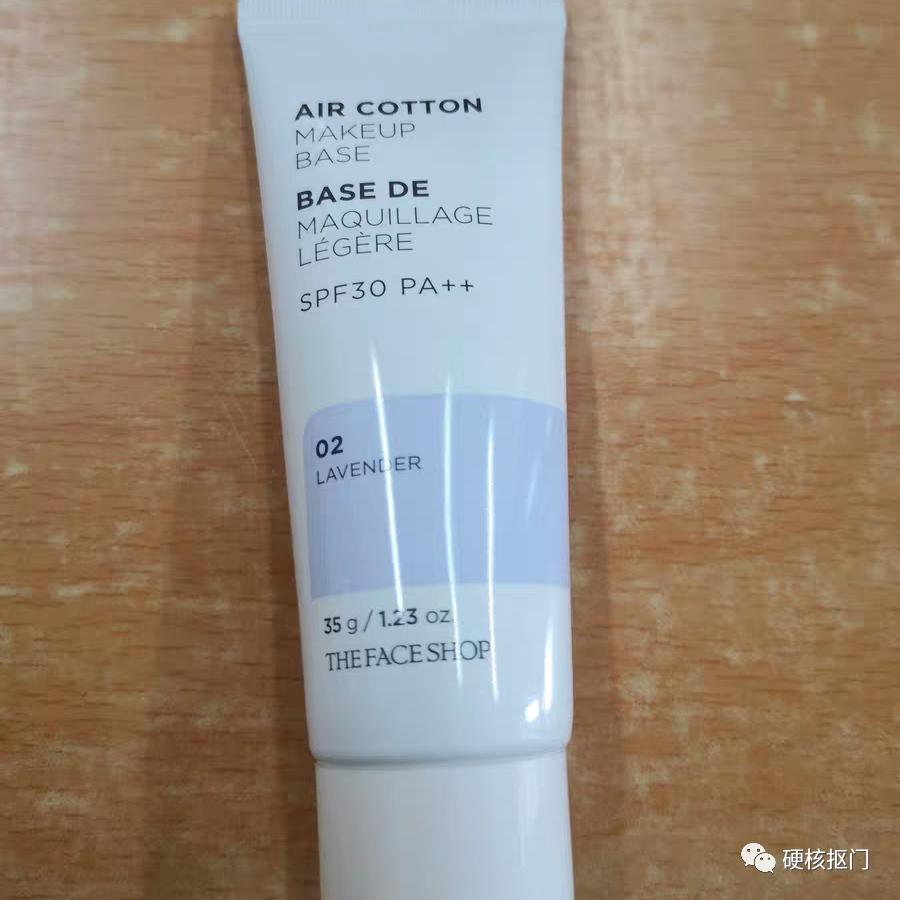 AIR COTTON
MAKEUP
BASE
BASE DE
MAQUILLAGE
LÉGÈRE
SPF30 PA++
02
LAVENDER
35 g / 1.23 oz.
THE FACE SHOP
硬核抠门